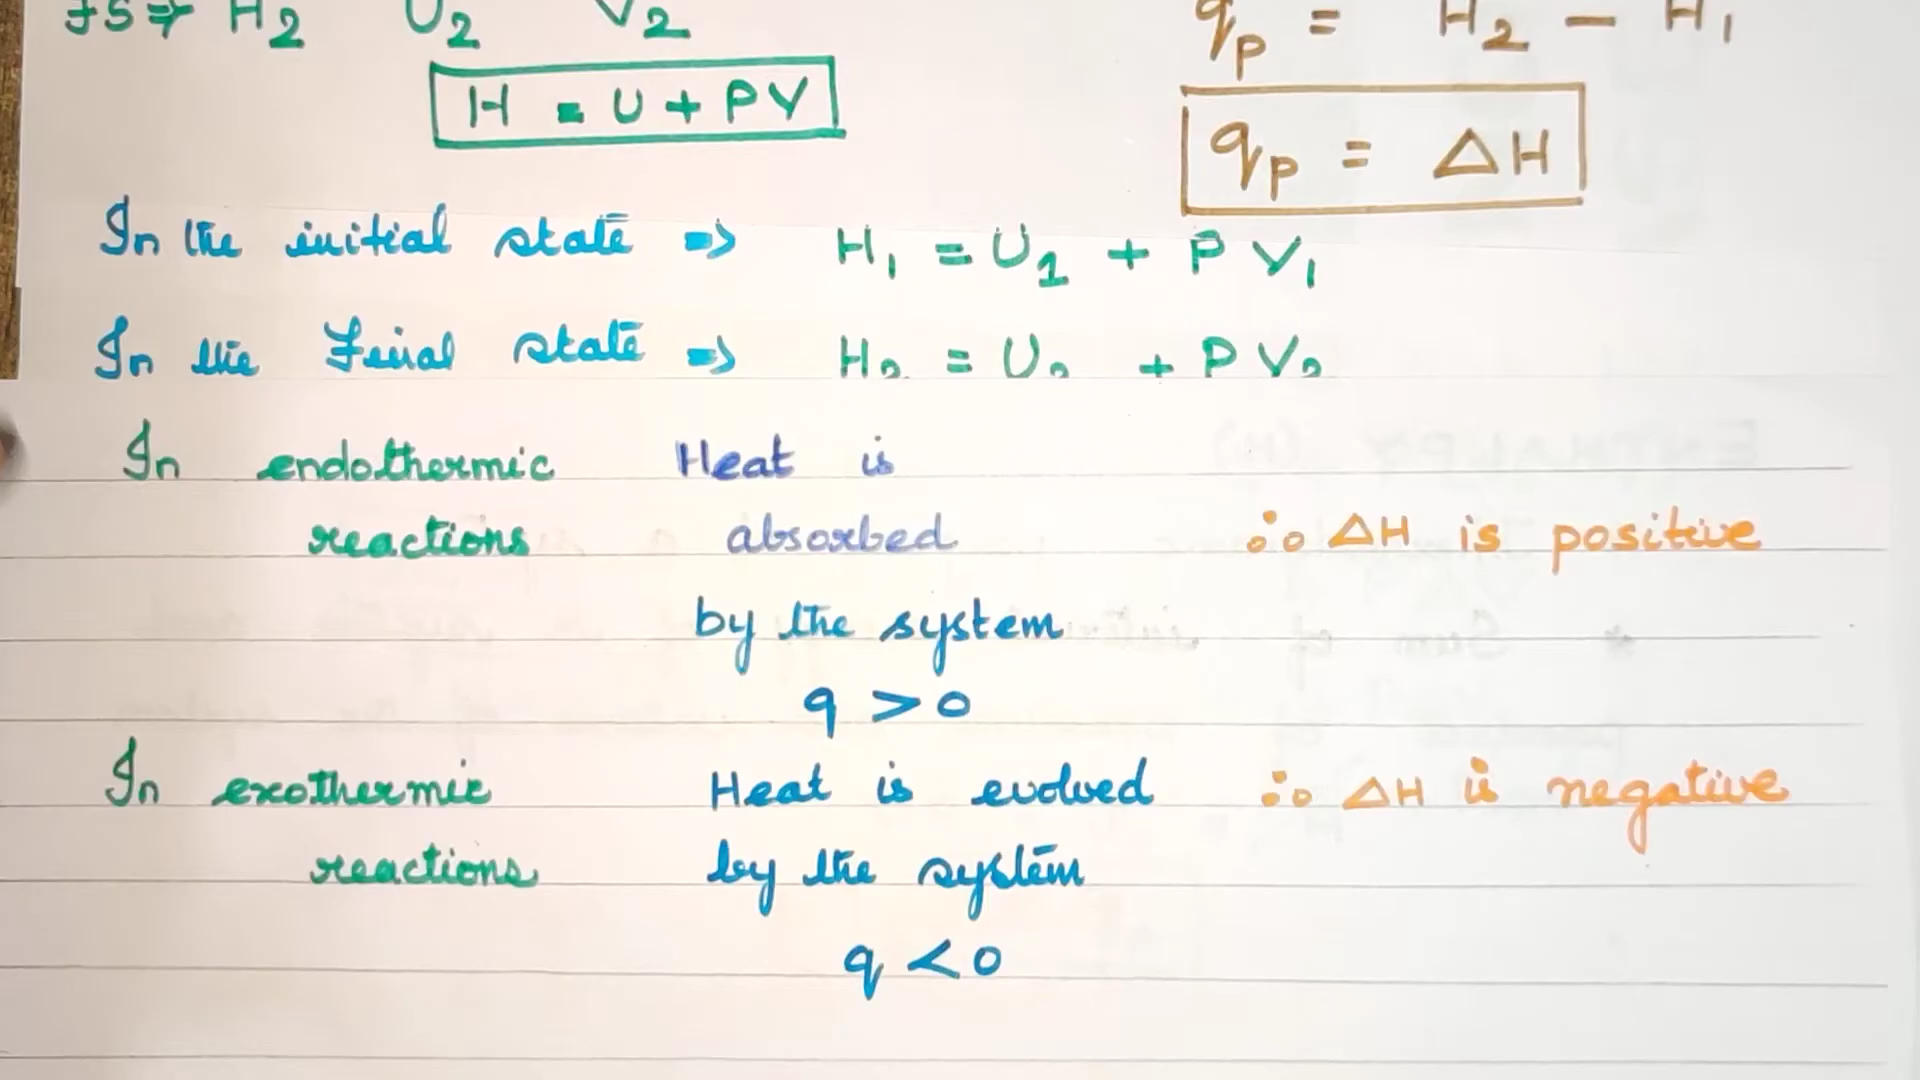 FS ⇒ H2 U2 V2
qp = H2 - H1
H = U + PV
qp = ΔH
In the initial state ⇒ H1 = U1 + PV1
In the Final state ⇒ H2 = U2 + PV2
In endothermic reactions
Heat is absorbed
by the system
q > 0
∴ ΔH is positive
In exothermic reactions
Heat is evolved
by the system
q < 0
∴ ΔH is negative